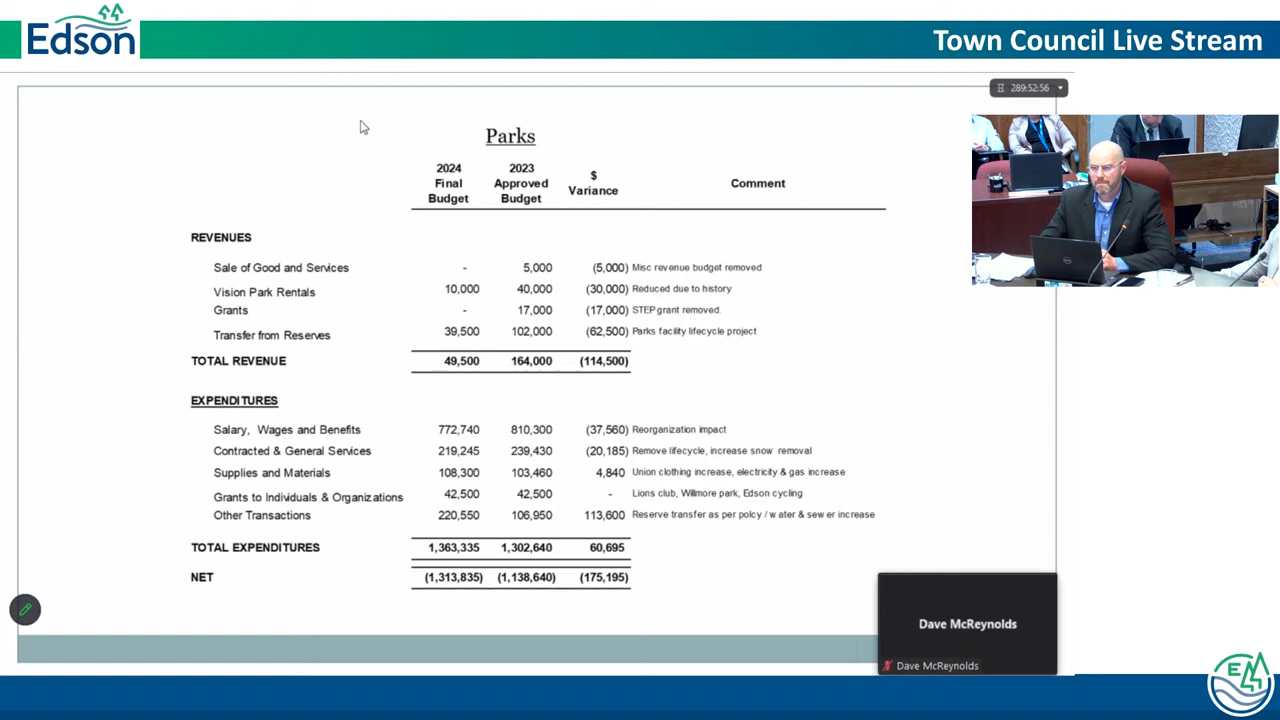 Edson
Town Council Live Stream
289:52:56
Parks
2024 Final Budget
2023 Approved Budget
$ Variance
Comment
REVENUES
Sale of Good and Services - 5,000 (5,000) Misc revenue budget removed
Vision Park Rentals 10,000 40,000 (30,000) Reduced due to history
Grants - 17,000 (17,000) STEP grant removed.
Transfer from Reserves 39,500 102,000 (62,500) Parks facility lifecycle project
TOTAL REVENUE 49,500 164,000 (114,500)
EXPENDITURES
Salary, Wages and Benefits 772,740 810,300 (37,560) Reorganization impact
Contracted & General Services 219,245 239,430 (20,185) Remove lifecycle, increase snow removal
Supplies and Materials 108,300 103,460 4,840 Union clothing increase, electricity & gas increase
Grants to Individuals & Organizations 42,500 42,500 - Lions club, Willmore park, Edson cycling
Other Transactions 220,550 106,950 113,600 Reserve transfer as per polcy / w ater & sew er increase
TOTAL EXPENDITURES 1,363,335 1,302,640 60,695
NET (1,313,835) (1,138,640) (175,195)
Dave McReynolds
Dave McReynolds